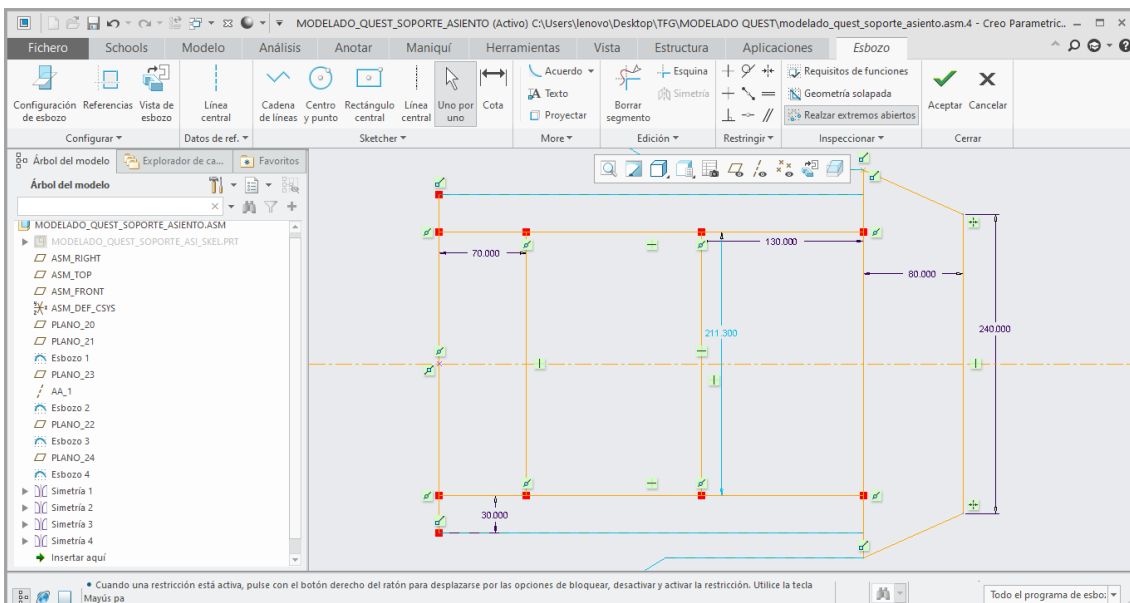 MODELADO_QUEST_SOPORTE_ASIENTO (Activo) C:\Users\lenovo\Desktop\TFG\MODELADO QUEST\modelado_quest_soporte_asiento.asm.4 - Creo Parametric..
Fichero Schools Modelo Análisis Anotar Maniquí Herramientas Vista Estructura Aplicaciones Esbozo
Configuración de esbozo
Referencias
Vista de esbozo
Línea central
Cadena de líneas
Centro y punto
Rectángulo central
Línea central
Uno por uno
Cota
Acuerdo
Texto
Proyectar
Borrar segmento
Esquina
Simetría
Requisitos de funciones
Geometría solapada
Realzar extremos abiertos
Aceptar Cancelar
Configurar Datos de ref. Sketcher More Edición Restringir Inspeccionar Cerrar
Árbol del modelo Explorador de ca... Favoritos
Árbol del modelo
MODELADO_QUEST_SOPORTE_ASIENTO.ASM
MODELADO_QUEST_SOPORTE_ASI_SKEL.PRT
ASM_RIGHT
ASM_TOP
ASM_FRONT
ASM_DEF_CSYS
PLANO_20
PLANO_21
Esbozo 1
PLANO_23
AA_1
Esbozo 2
PLANO_22
Esbozo 3
PLANO_24
Esbozo 4
Simetría 1
Simetría 2
Simetría 3
Simetría 4
Insertar aquí
70.000
130.000
80.000
211.300
240.000
30.000
• Cuando una restricción está activa, pulse con el botón derecho del ratón para desplazarse por las opciones de bloquear, desactivar y activar la restricción. Utilice la tecla
Mayús pa
Todo el programa de esbo: